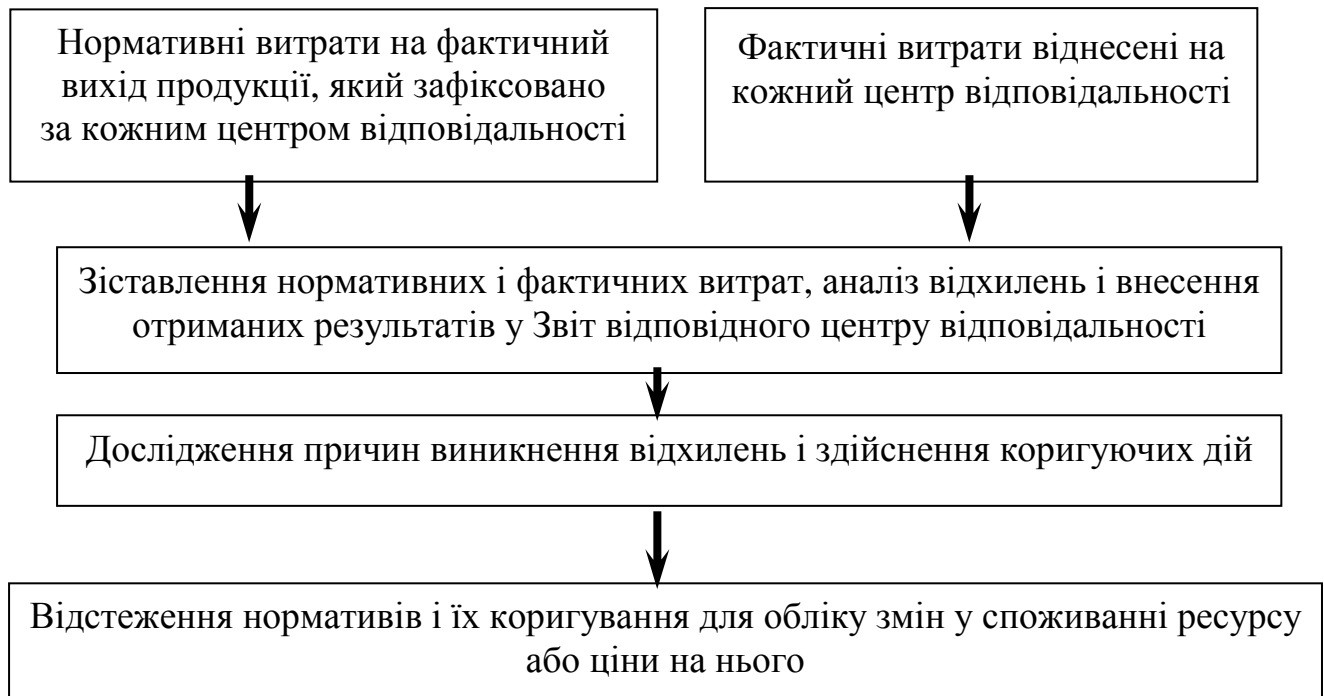 Нормативні витрати на фактичний
вихід продукції, який зафіксовано
за кожним центром відповідальності
Фактичні витрати віднесені на
кожний центр відповідальності
Зіставлення нормативних і фактичних витрат, аналіз відхилень і внесення
отриманих результатів у Звіт відповідного центру відповідальності
Дослідження причин виникнення відхилень і здійснення коригуючих дій
Відстеження нормативів і їх коригування для обліку змін у споживанні ресурсу
або ціни на нього